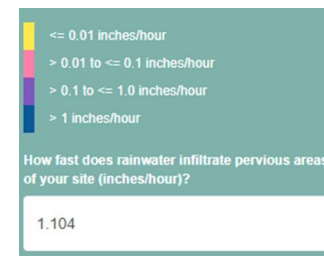 <= 0.01 inches/hour
> 0.01 to <= 0.1 inches/hour
> 0.1 to <= 1.0 inches/hour
> 1 inches/hour
How fast does rainwater infiltrate pervious areas
of your site (inches/hour)?
1.104